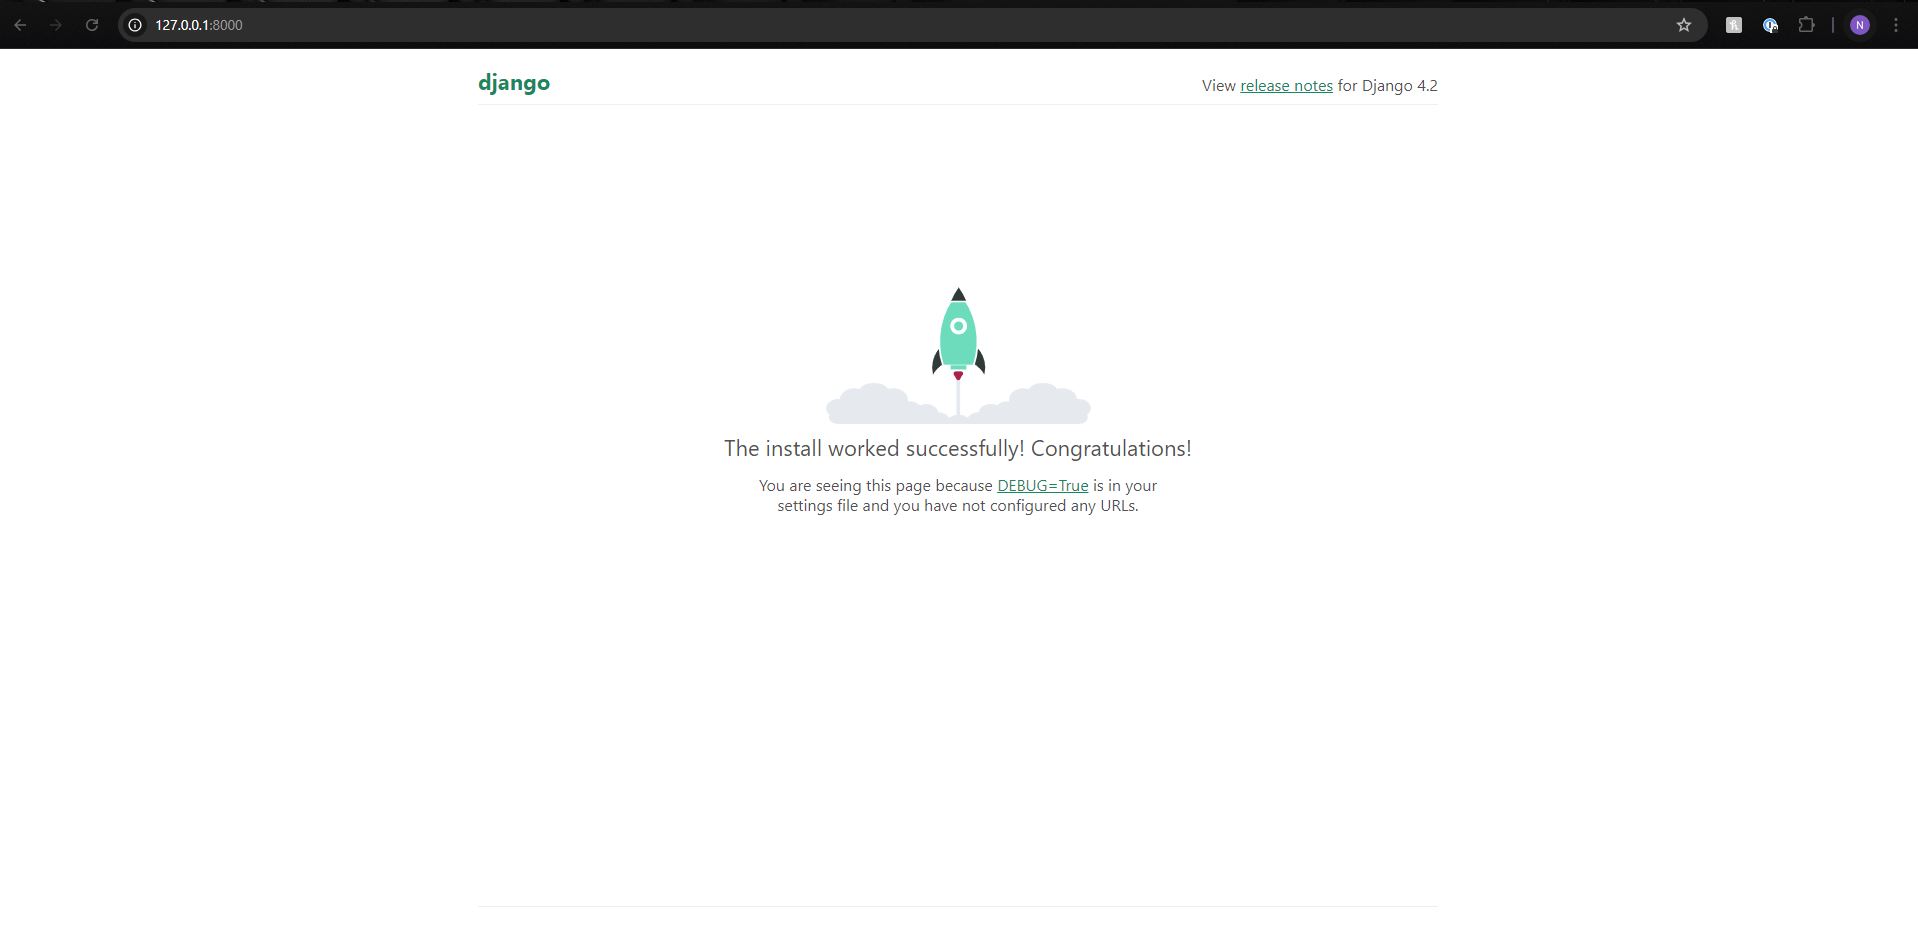 127.0.0.1:8000
N
django
View release notes for Django 4.2
The install worked successfully! Congratulations!
You are seeing this page because DEBUG=True is in your
settings file and you have not configured any URLs.